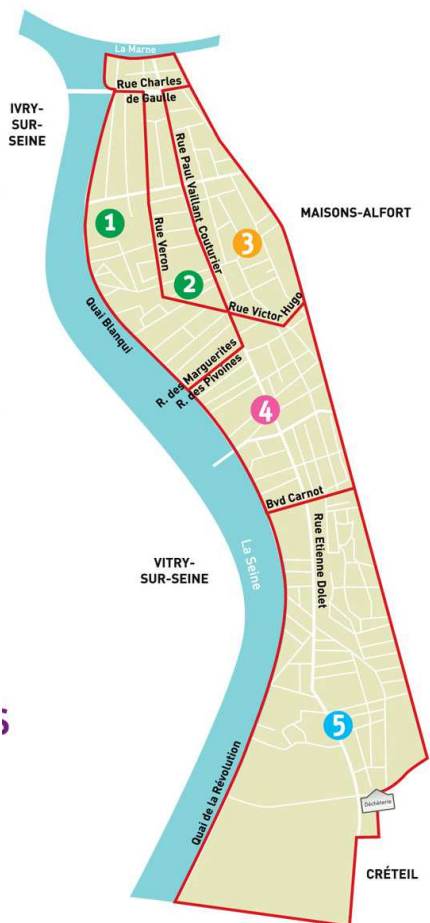 La Marne
Rue Charles
de Gaulle
IVRY-
SUR-
SEINE
Rue Paul Vaillant Couturier
MAISONS-ALFORT
1
3
Rue Veron
2
Rue Victor Hugo
Quai Blanqui
R. des Marguerites
R. des Pivoines
4
Bvd Carnot
Rue Etienne Dolet
La Seine
VITRY-
SUR-SEINE
S
5
Quai de la Révolution
Déchèterie
CRÉTEIL